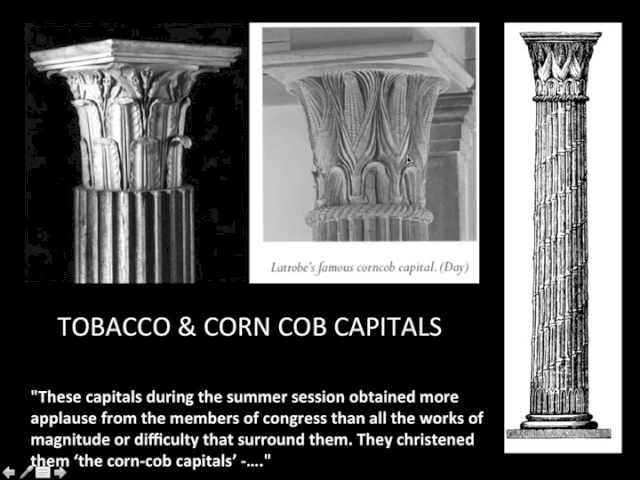 Latrobe's famous corncob capital. (Day)
TOBACCO & CORN COB CAPITALS
"These capitals during the summer session obtained more
applause from the members of congress than all the works of
magnitude or difficulty that surround them. They christened
them ‘the corn-cob capitals’ -…."